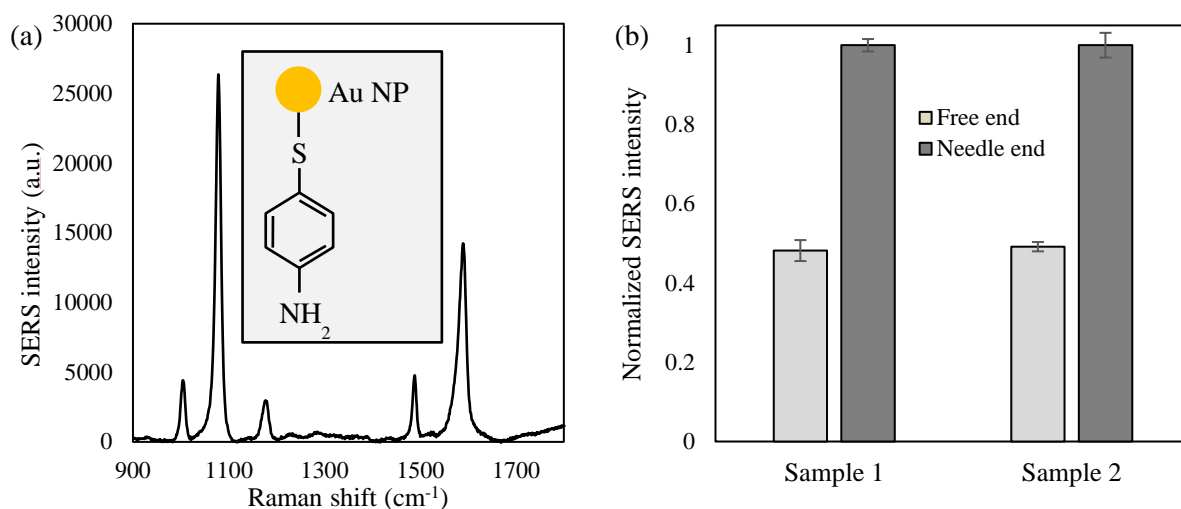 (a)
SERS intensity (a.u.)
30000
25000
20000
15000
10000
5000
0
900
1100
1300
1500
1700
Raman shift (cm⁻¹)
Au NP
S
NH₂
(b)
Normalized SERS intensity
1
0.8
0.6
0.4
0.2
0
Free end
Needle end
Sample 1
Sample 2